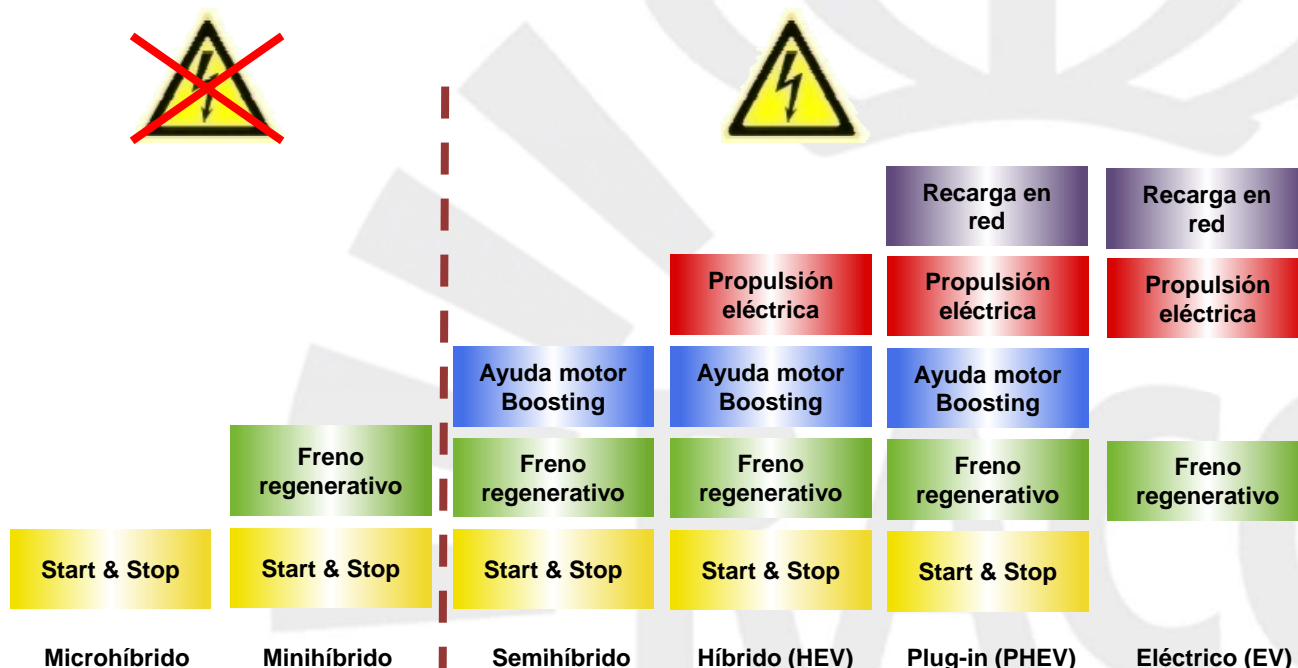 Recarga en
red
Recarga en
red
Propulsión
eléctrica
Propulsión
eléctrica
Propulsión
eléctrica
Ayuda motor
Boosting
Ayuda motor
Boosting
Ayuda motor
Boosting
Freno
regenerativo
Freno
regenerativo
Freno
regenerativo
Freno
regenerativo
Freno
regenerativo
Start & Stop
Start & Stop
Start & Stop
Start & Stop
Start & Stop
Microhíbrido
Minihíbrido
Semihíbrido
Híbrido (HEV)
Plug-in (PHEV)
Eléctrico (EV)